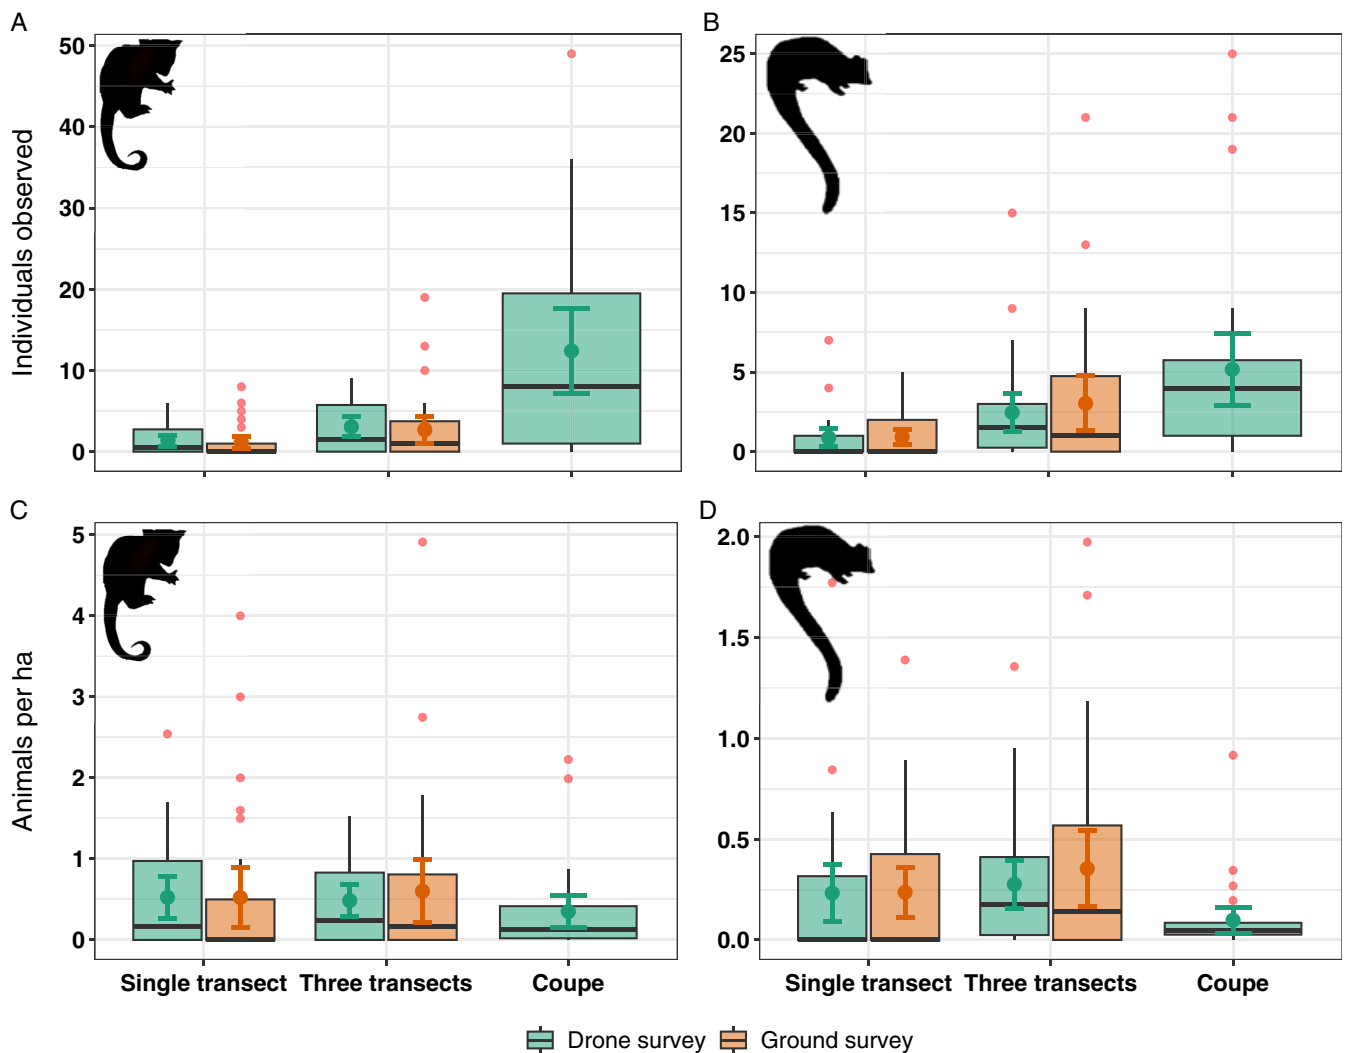 A
B
50
40
30
20
10
0
25
20
15
10
5
0
Individuals observed
C
D
5
4
3
2
1
0
2.0
1.5
1.0
0.5
0.0
Animals per ha
Single transect Three transects Coupe
Single transect Three transects Coupe
Drone survey Ground survey